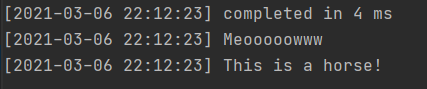 [2021-03-06 22:12:23] completed in 4 ms
[2021-03-06 22:12:23] Meooooowww
[2021-03-06 22:12:23] This is a horse!